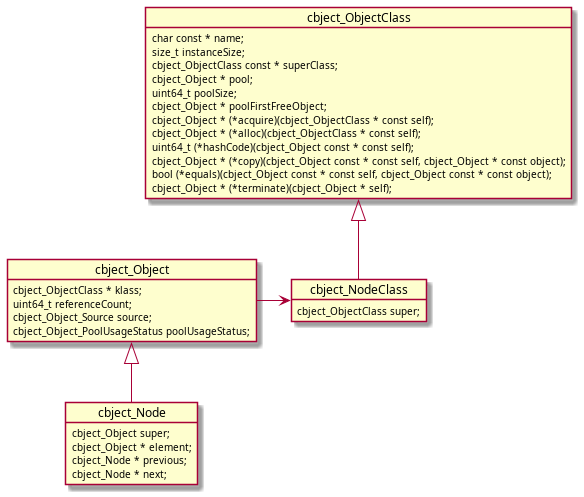 cbject_ObjectClass
char const * name;
size_t instanceSize;
cbject_ObjectClass const * superClass;
cbject_Object * pool;
uint64_t poolSize;
cbject_Object * poolFirstFreeObject;
cbject_Object * (*acquire)(cbject_ObjectClass * const self);
cbject_Object * (*alloc)(cbject_ObjectClass * const self);
uint64_t (*hashCode)(cbject_Object const * const self);
cbject_Object * (*copy)(cbject_Object const * const self, cbject_Object * const object);
bool (*equals)(cbject_Object const * const self, cbject_Object const * const object);
cbject_Object * (*terminate)(cbject_Object * self);
cbject_Object
cbject_ObjectClass * klass;
uint64_t referenceCount;
cbject_Object_Source source;
cbject_Object_PoolUsageStatus poolUsageStatus;
cbject_NodeClass
cbject_ObjectClass super;
cbject_Node
cbject_Object super;
cbject_Object * element;
cbject_Node * previous;
cbject_Node * next;